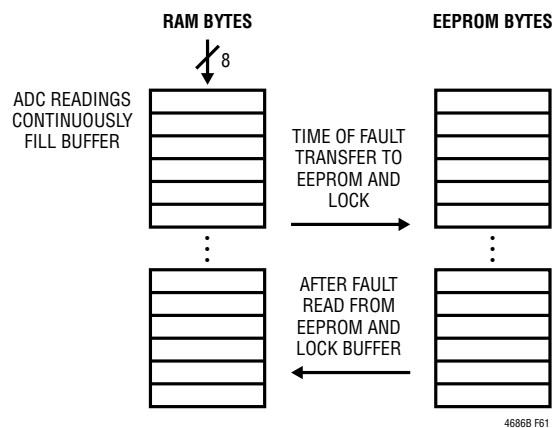 RAM BYTES
EEPROM BYTES
8
ADC READINGS
CONTINUOUSLY
FILL BUFFER
TIME OF FAULT
TRANSFER TO
EEPROM AND
LOCK
AFTER FAULT
READ FROM
EEPROM AND
LOCK BUFFER
4686B F61